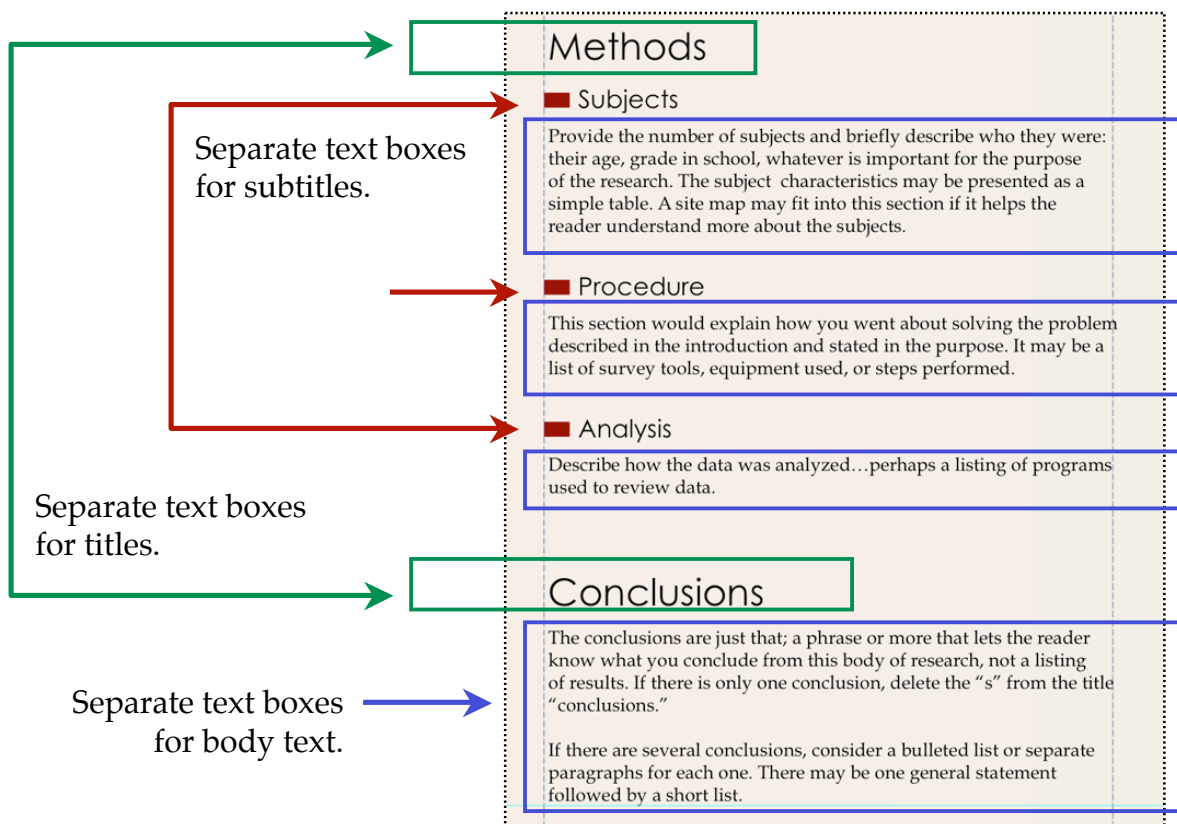 Methods
Subjects
Separate text boxes
for subtitles.
Provide the number of subjects and briefly describe who they were:
their age, grade in school, whatever is important for the purpose
of the research. The subject  characteristics may be presented as a
simple table. A site map may fit into this section if it helps the
reader understand more about the subjects.
Procedure
This section would explain how you went about solving the problem
described in the introduction and stated in the purpose. It may be a
list of survey tools, equipment used, or steps performed.
Analysis
Describe how the data was analyzed…perhaps a listing of programs
used to review data.
Separate text boxes
for titles.
Conclusions
The conclusions are just that; a phrase or more that lets the reader
know what you conclude from this body of research, not a listing
of results. If there is only one conclusion, delete the “s” from the title
“conclusions.”
Separate text boxes
for body text.
If there are several conclusions, consider a bulleted list or separate
paragraphs for each one. There may be one general statement
followed by a short list.